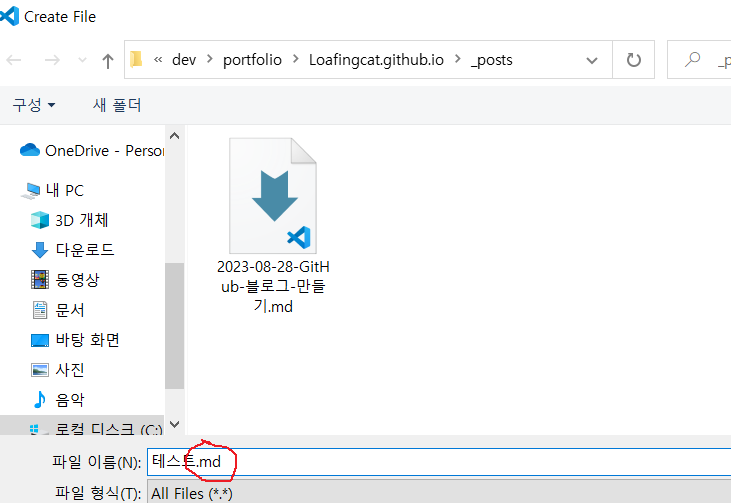 Create File
« dev > portfolio > Loafingcat.github.io > _posts
구성 새 폴더
OneDrive - Person
내 PC
3D 개체
다운로드
동영상
문서
바탕 화면
사진
음악
로컬 디스크 (C:)
2023-08-28-GitH
ub-블로그-만들
기.md
파일 이름(N): 테스트.md
파일 형식(T): All Files (*.*)